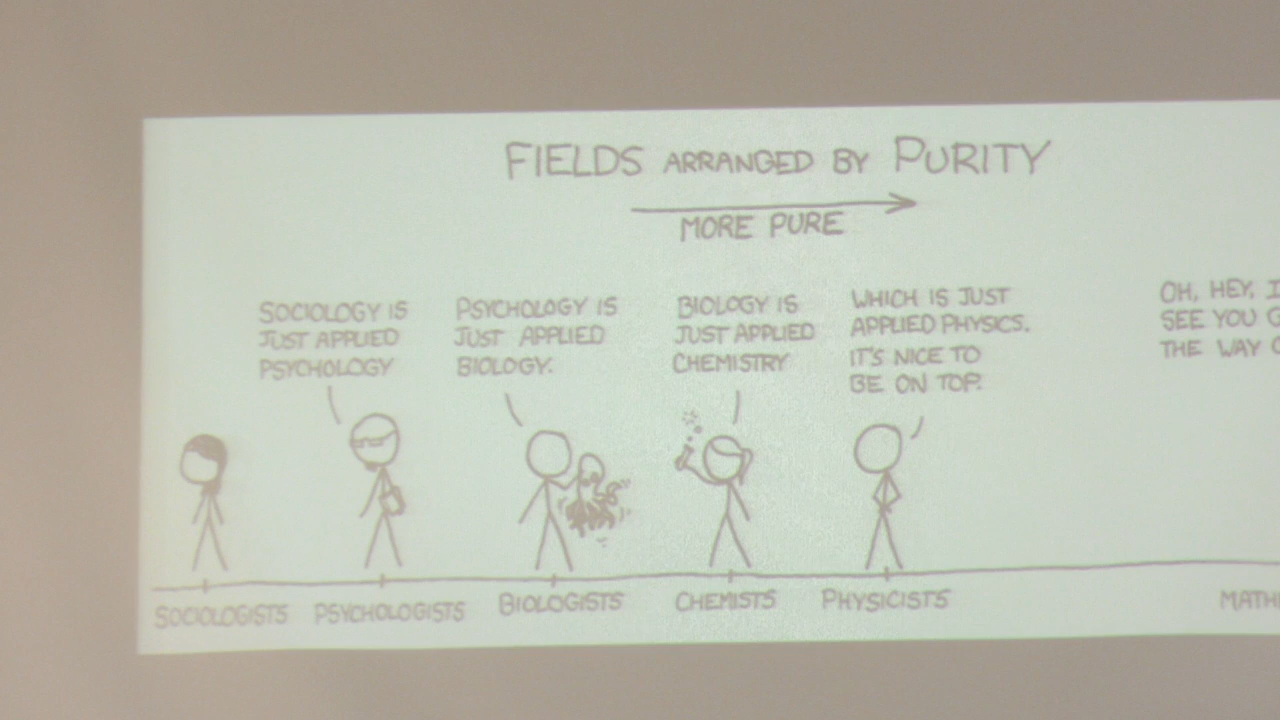 FIELDS ARRANGED BY PURITY
MORE PURE
SOCIOLOGY IS
JUST APPLIED
PSYCHOLOGY
PSYCHOLOGY IS
JUST APPLIED
BIOLOGY.
BIOLOGY IS
JUST APPLIED
CHEMISTRY
WHICH IS JUST
APPLIED PHYSICS.
IT'S NICE TO
BE ON TOP.
OH, HEY, I
SEE YOU G
THE WAY O
SOCIOLOGISTS
PSYCHOLOGISTS
BIOLOGISTS
CHEMISTS
PHYSICISTS
MATH